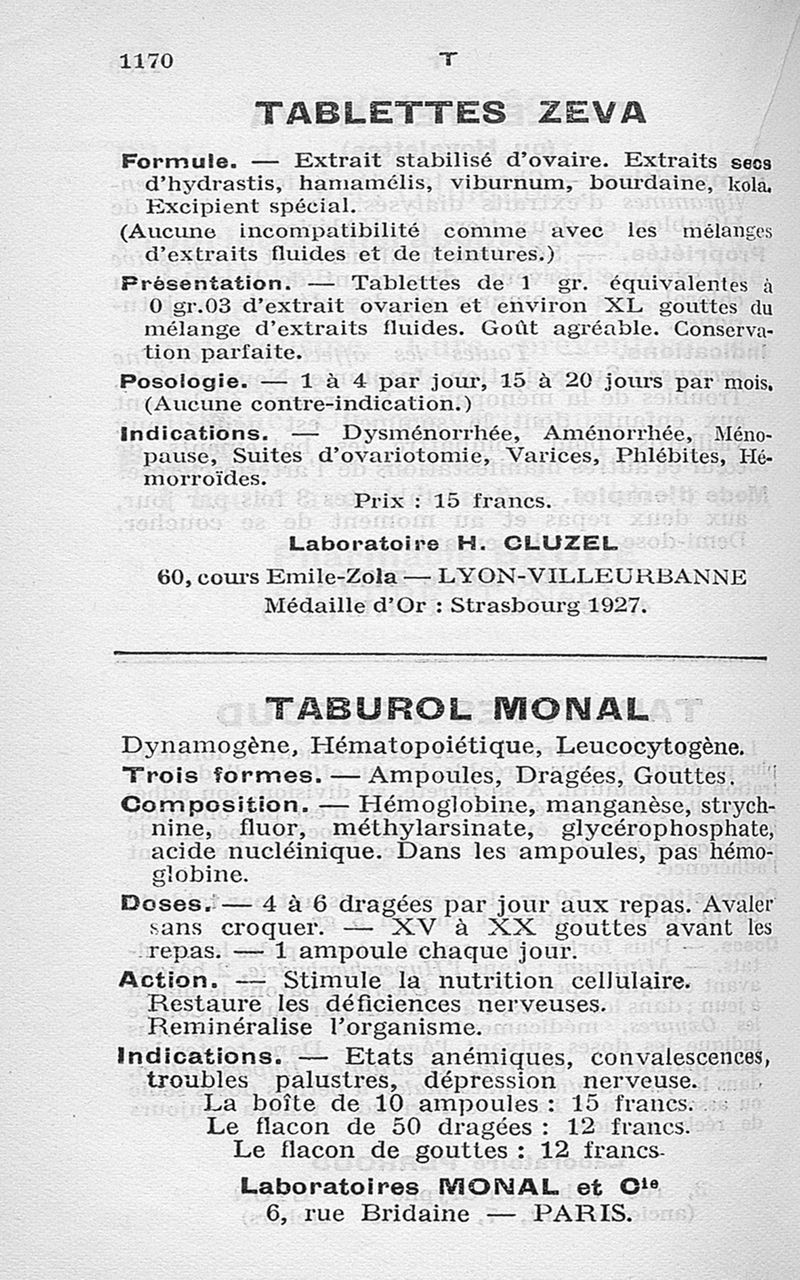 1170 T
TABLETTES ZEVA
Formule. — Extrait stabilisé d'ovaire. Extraits secs
d'hydrastis, hamamélis, viburnum, bourdaine, kola.
Excipient spécial.
(Aucune incompatibilité comme avec les mélanges
d'extraits fluides et de teintures.)
Présentation. — Tablettes de 1 gr. équivalentes à
0 gr.03 d'extrait ovarien et environ XL gouttes du
mélange d'extraits fluides. Goût agréable. Conserva-
tion parfaite.
Posologie. — 1 à 4 par jour, 15 à 20 jours par mois.
(Aucune contre-indication.)
Indications. — Dysménorrhée, Aménorrhée, Méno-
pause, Suites d'ovariotomie, Varices, Phlébites, Hé-
morroïdes.
Prix : 15 francs.
Laboratoire H. CLUZEL
60, cours Emile-Zola — LYON-VILLEURBANNE
Médaille d'Or : Strasbourg 1927.
TABUROL MONAL
Dynamogène, Hématopoiétique, Leucocytogène.
Trois formes. — Ampoules, Dragées, Gouttes.
Composition. — Hémoglobine, manganèse, strych-
nine, fluor, méthylarsinate, glycérophosphate,
acide nucléinique. Dans les ampoules, pas hémo-
globine.
Doses. — 4 à 6 dragées par jour aux repas. Avaler
sans croquer. — XV à XX gouttes avant les
repas. — 1 ampoule chaque jour.
Action. — Stimule la nutrition cellulaire.
Restaure les déficiences nerveuses.
Reminéralise l'organisme.
Indications. — Etats anémiques, convalescences,
troubles palustres, dépression nerveuse.
La boîte de 10 ampoules : 15 francs.
Le flacon de 50 dragées : 12 francs.
Le flacon de gouttes : 12 francs-
Laboratoires MONAL et Cie
6, rue Bridaine — PARIS.